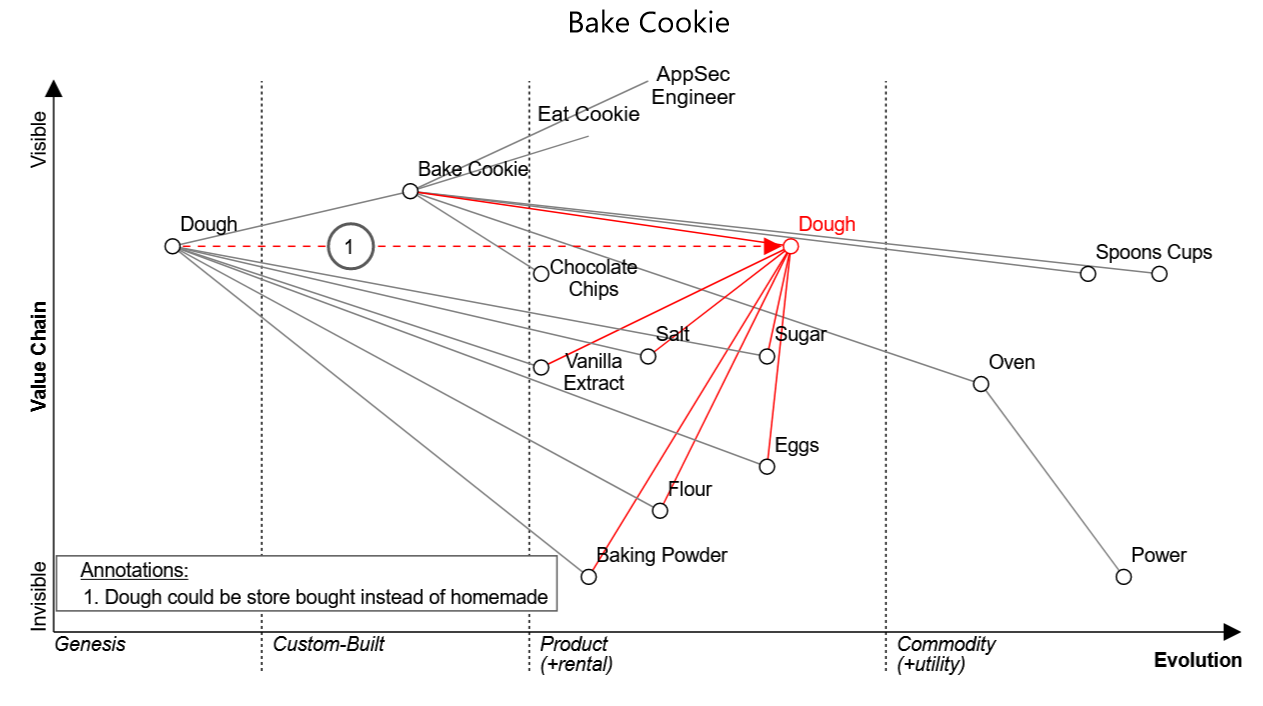 Bake Cookie
AppSec
Engineer
Eat Cookie
Bake Cookie
Dough
1
Dough
Spoons Cups
Chocolate
Chips
Salt
Sugar
Vanilla
Extract
Oven
Eggs
Flour
Baking Powder
Power
Visible
Value Chain
Invisible
Annotations:
1. Dough could be store bought instead of homemade
Genesis
Custom-Built
Product
(+rental)
Commodity
(+utility)
Evolution